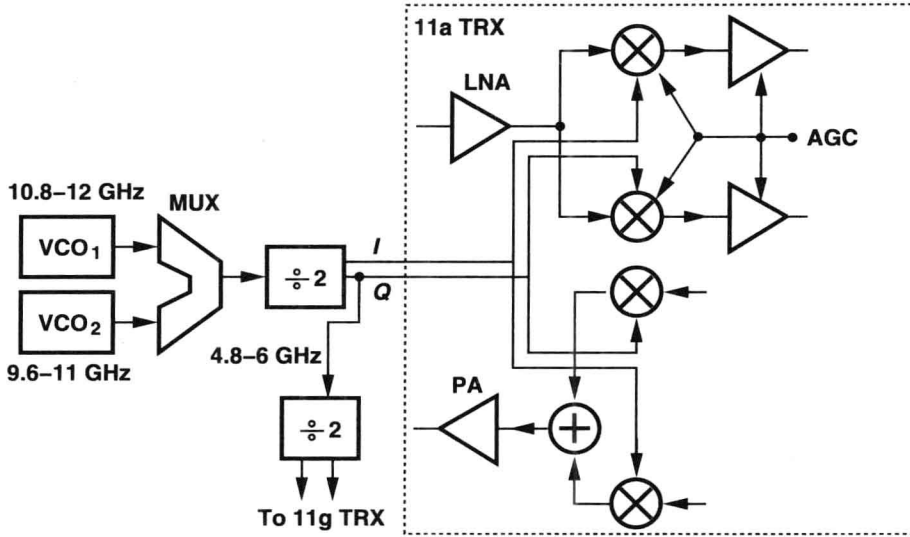 11a TRX
LNA
AGC
10.8–12 GHz
MUX
VCO1
I
÷ 2
Q
VCO2
9.6–11 GHz
4.8–6 GHz
PA
÷ 2
To 11g TRX